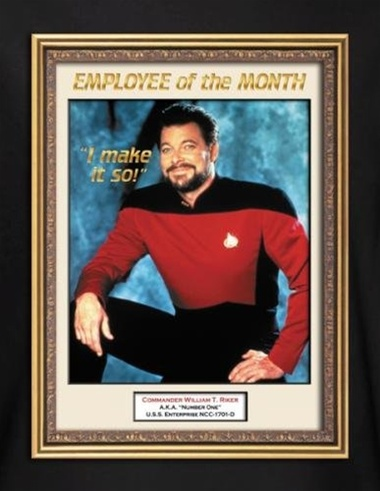 EMPLOYEE of the MONTH
"I make
it so!"
COMMANDER WILLIAM T. RIKER
A.K.A. "NUMBER ONE"
U.S.S. ENTERPRISE NCC-1701-D